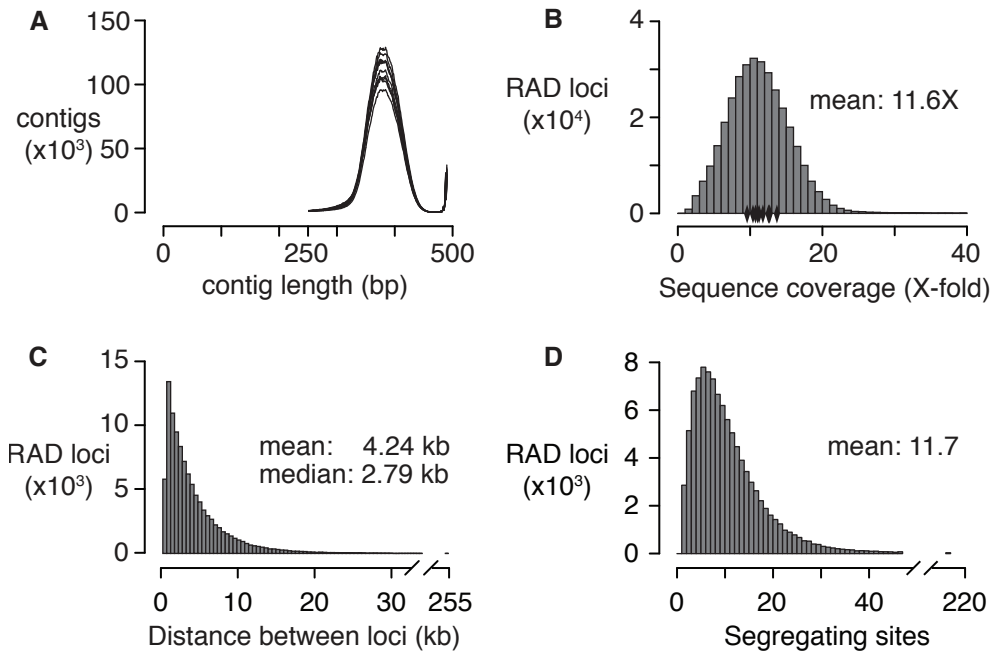 A
150
100
50
0
contigs
(x10³)
0
250
500
contig length (bp)
B
4
2
0
RAD loci
(x10⁴)
mean: 11.6X
0
20
40
Sequence coverage (X-fold)
C
15
10
5
0
RAD loci
(x10³)
mean: 4.24 kb
median: 2.79 kb
0
10
20
30
255
Distance between loci (kb)
D
8
6
4
2
0
RAD loci
(x10³)
mean: 11.7
0
20
40
220
Segregating sites